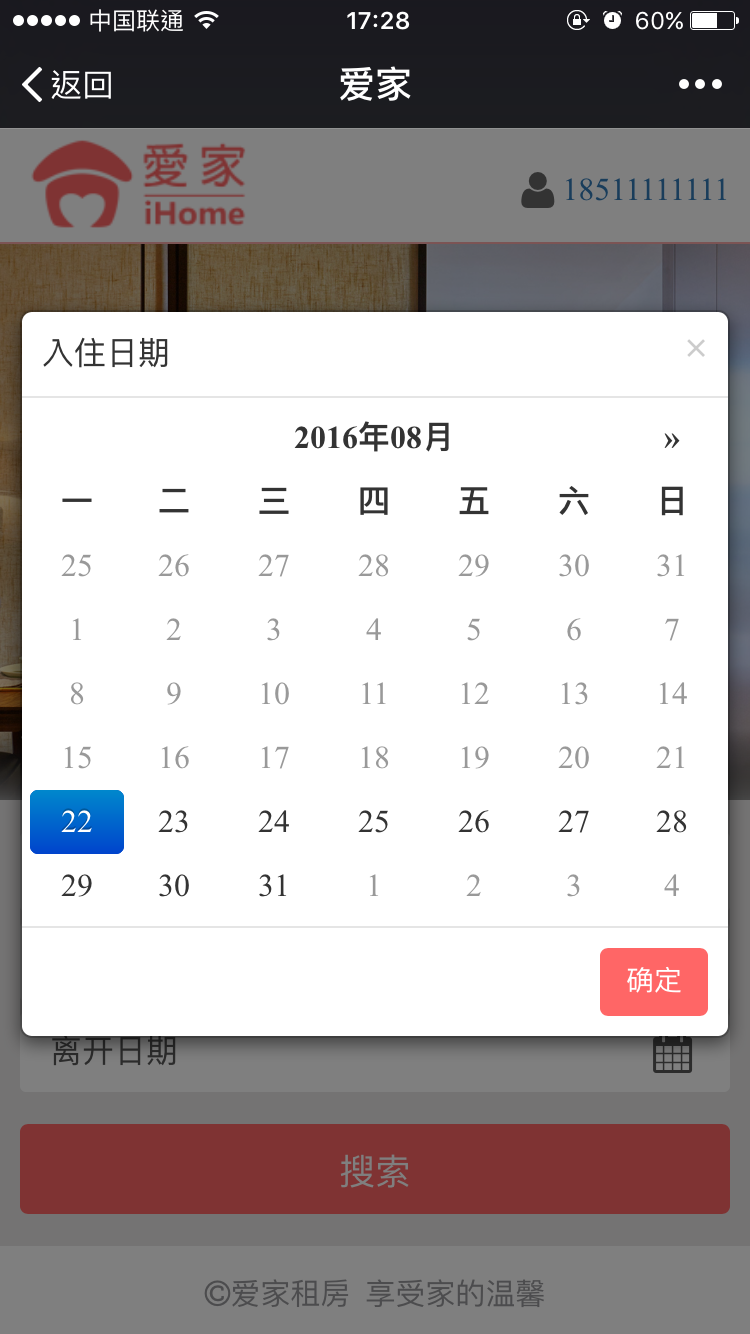 中国联通 17:28 60%
返回 爱家 •••
愛家
iHome
18511111111
入住日期 ×
2016年08月 »
一 二 三 四 五 六 日
25 26 27 28 29 30 31
1 2 3 4 5 6 7
8 9 10 11 12 13 14
15 16 17 18 19 20 21
22 23 24 25 26 27 28
29 30 31 1 2 3 4
确定
离开日期
搜索
©爱家租房 享受家的温馨